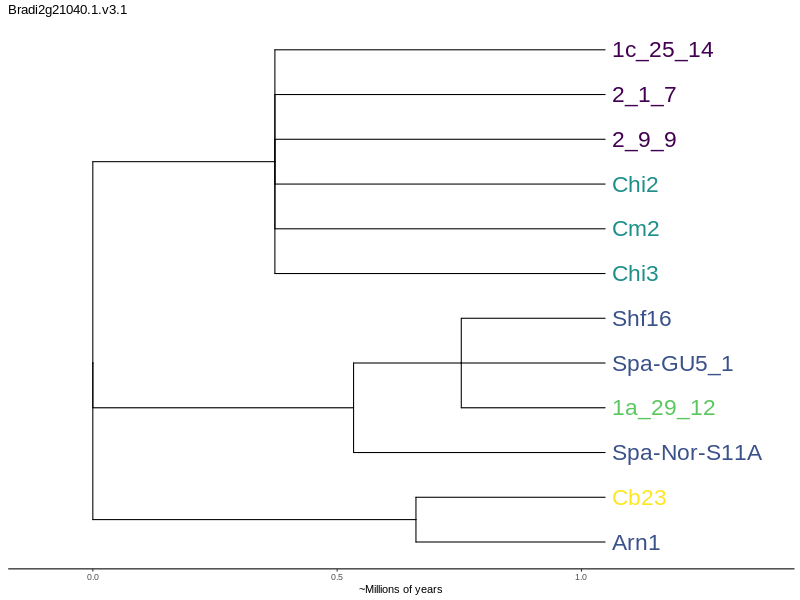 Bradi2g21040.1.v3.1
1c_25_14
2_1_7
2_9_9
Chi2
Cm2
Chi3
Shf16
Spa-GU5_1
1a_29_12
Spa-Nor-S11A
Cb23
Arn1
0.0 0.5 1.0
~Millions of years